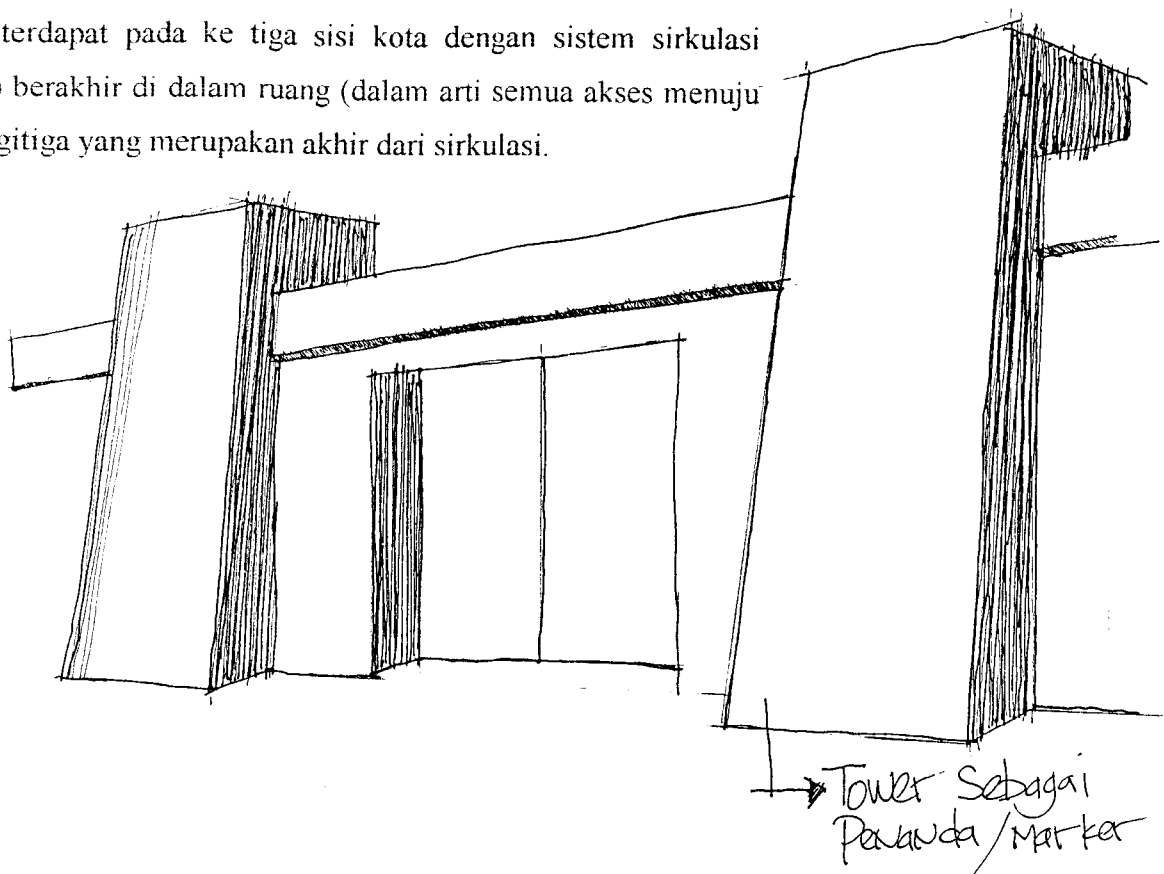 terdapat pada ke tiga sisi kota dengan sistem sirkulasi
berakhir di dalam ruang (dalam arti semua akses menuju
gitiga yang merupakan akhir dari sirkulasi.
Tower Sebagai
Penanda/Marker